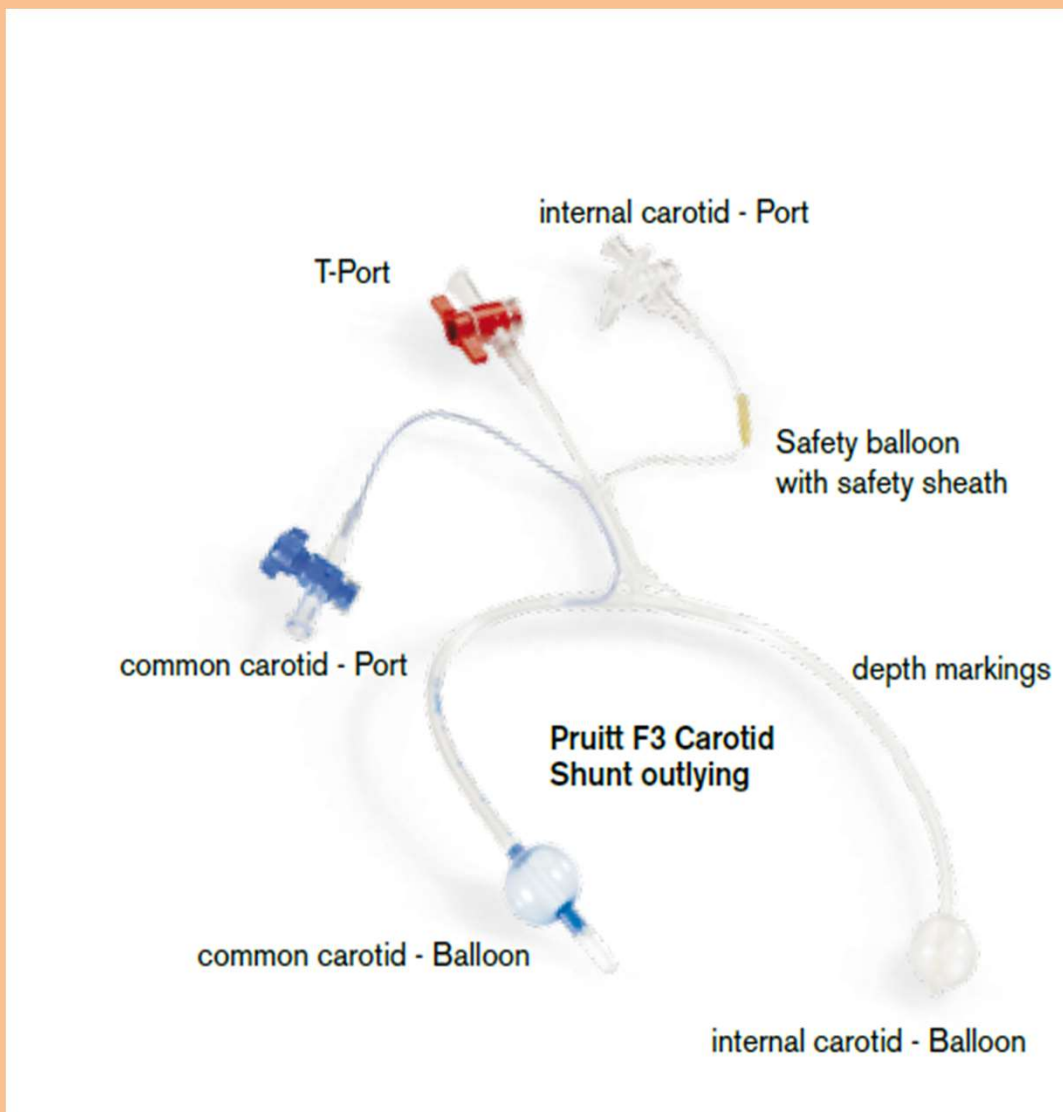 internal carotid - Port
T-Port
Safety balloon
with safety sheath
common carotid - Port
depth markings
Pruitt F3 Carotid
Shunt outlying
common carotid - Balloon
internal carotid - Balloon